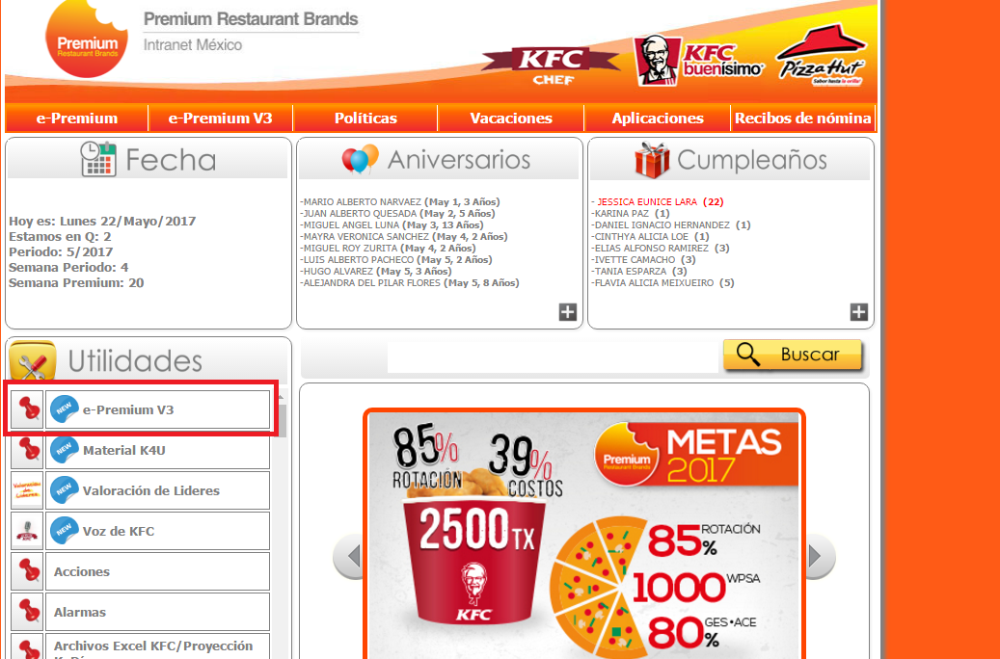 Premium Restaurant Brands
Intranet México
Premium
Restaurant Brands
KFC
CHEF
KFC
buenísimo
Pizza Hut
Sabor hasta la orilla!
e-Premium
e-Premium V3
Políticas
Vacaciones
Aplicaciones
Recibos de nómina
Fecha
Hoy es: Lunes 22/Mayo/2017
Estamos en Q: 2
Periodo: 5/2017
Semana Periodo: 4
Semana Premium: 20
Aniversarios
-MARIO ALBERTO NARVAEZ (May 1, 3 Años)
-JUAN ALBERTO QUESADA (May 2, 5 Años)
-MIGUEL ANGEL LUNA (May 3, 13 Años)
-MAYRA VERONICA SANCHEZ (May 4, 2 Años)
-MIGUEL ROY ZURITA (May 4, 2 Años)
-LUIS ALBERTO PACHECO (May 5, 2 Años)
-HUGO ALVAREZ (May 5, 3 Años)
-ALEJANDRA DEL PILAR FLORES (May 5, 8 Años)
Cumpleaños
- JESSICA EUNICE LARA (22)
-KARINA PAZ (1)
-DANIEL IGNACIO HERNANDEZ (1)
-CINTHYA ALICIA LOE (1)
-ELIAS ALFONSO RAMIREZ (3)
-IVETTE CAMACHO (3)
-TANIA ESPARZA (3)
-FLAVIA ALICIA MEIXUEIRO (5)
Utilidades
NEW e-Premium V3
NEW Material K4U
Valoración de Lideres
NEW Valoración de Lideres
NEW Voz de KFC
Acciones
Alarmas
Archivos Excel KFC/Proyección
Buscar
85% ROTACIÓN
39% COSTOS
2500 TX
KFC
Premium
Restaurant Brands
METAS
2017
85% ROTACIÓN
1000 WPSA
80% GES•ACE